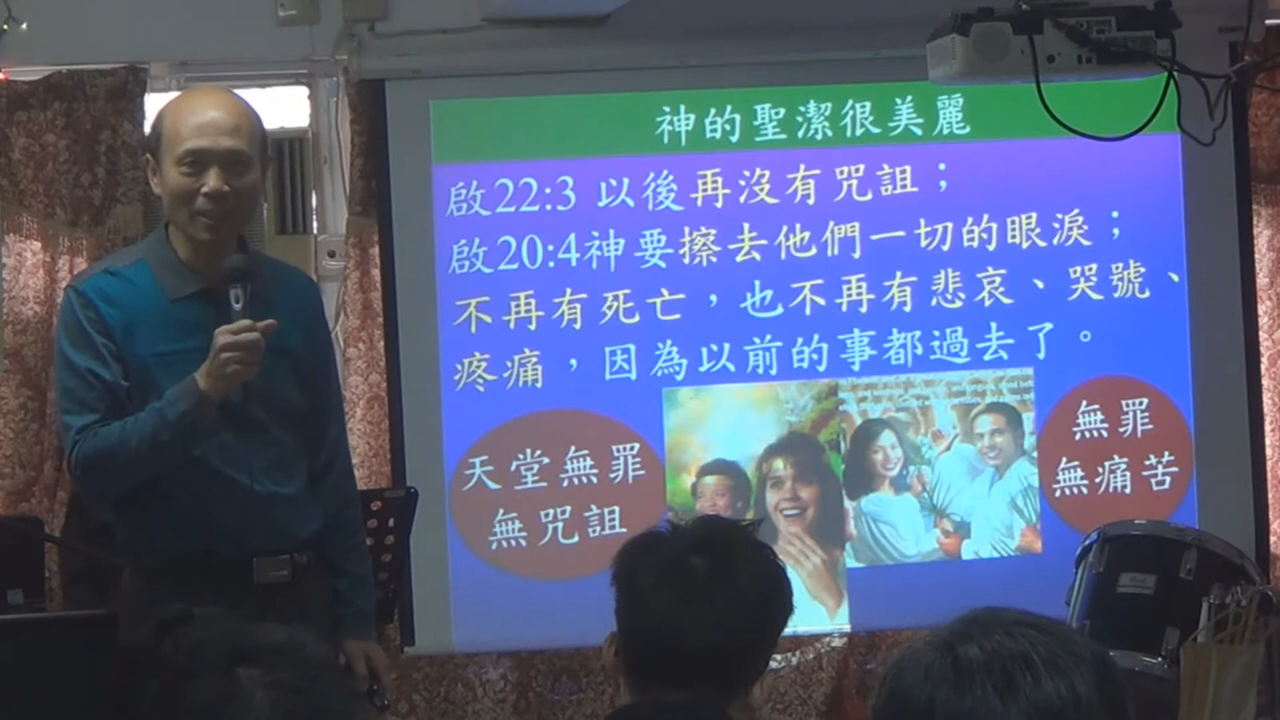 神的聖潔很美麗
啟22:3 以後再沒有咒詛；
啟20:4神要擦去他們一切的眼淚；
不再有死亡，也不再有悲哀、哭號、
疼痛，因為以前的事都過去了。
天堂無罪
無咒詛
無罪
無痛苦
Pearl